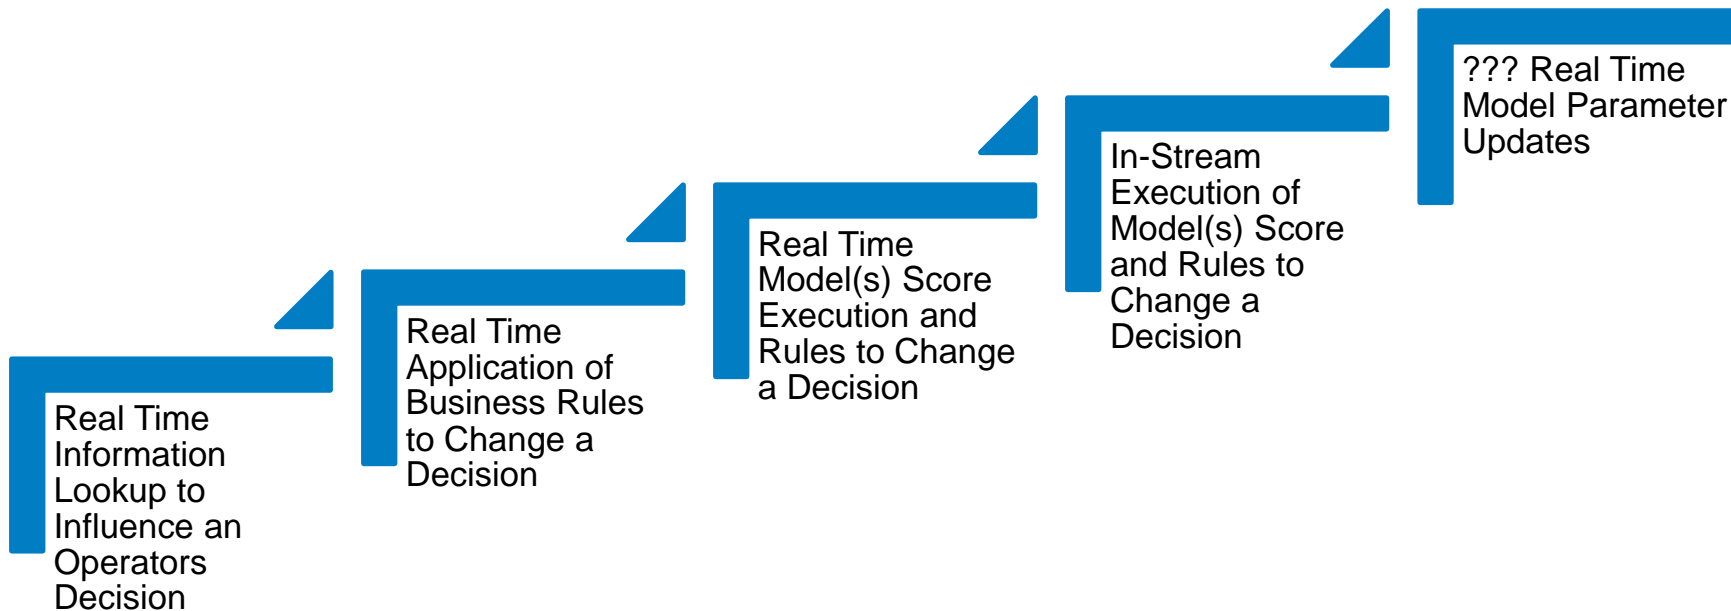 Real Time
Information
Lookup to
Influence an
Operators
Decision
Real Time
Application of
Business Rules
to Change a
Decision
Real Time
Model(s) Score
Execution and
Rules to Change
a Decision
In-Stream
Execution of
Model(s) Score
and Rules to
Change a
Decision
??? Real Time
Model Parameter
Updates